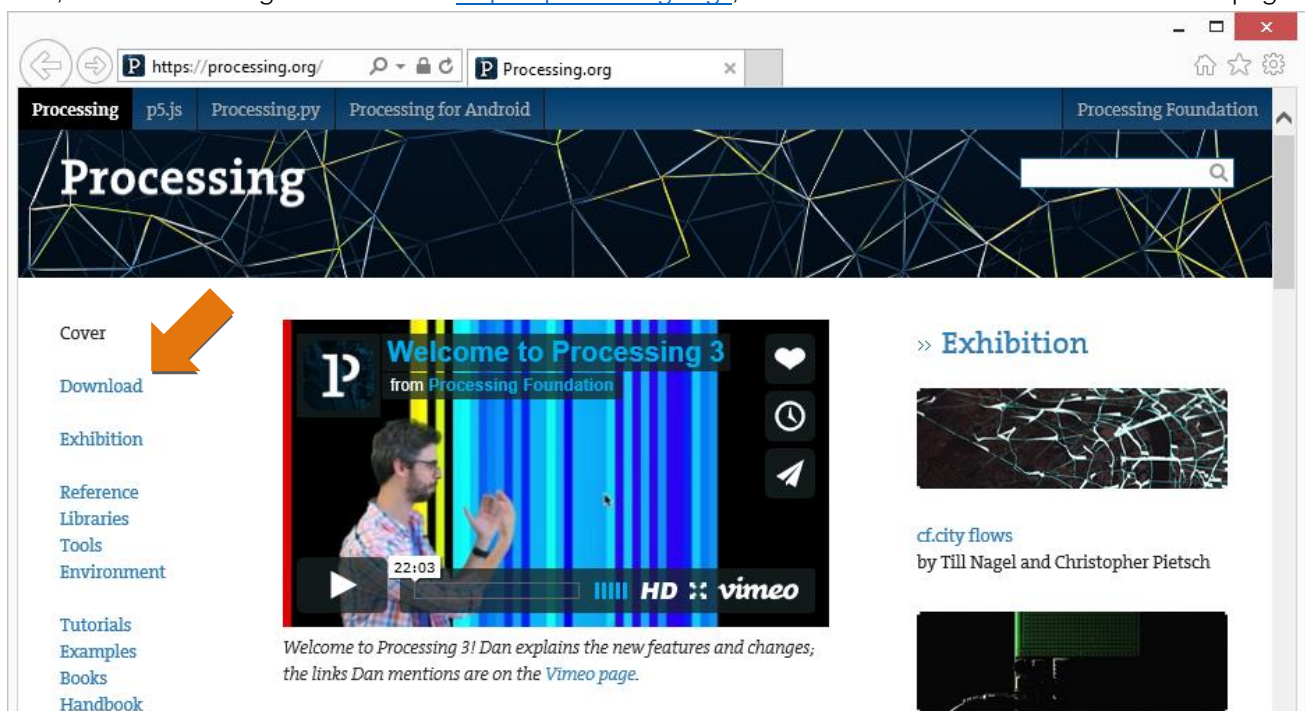 https://processing.org/
Processing.org
Processing p5.js Processing.py Processing for Android Processing Foundation
Processing
Cover
Download
Exhibition
Reference
Libraries
Tools
Environment
Tutorials
Examples
Books
Handbook
Welcome to Processing 3
from Processing Foundation
22:03
HD vimeo
Welcome to Processing 3! Dan explains the new features and changes;
the links Dan mentions are on the Vimeo page.
» Exhibition
cf.city flows
by Till Nagel and Christopher Pietsch